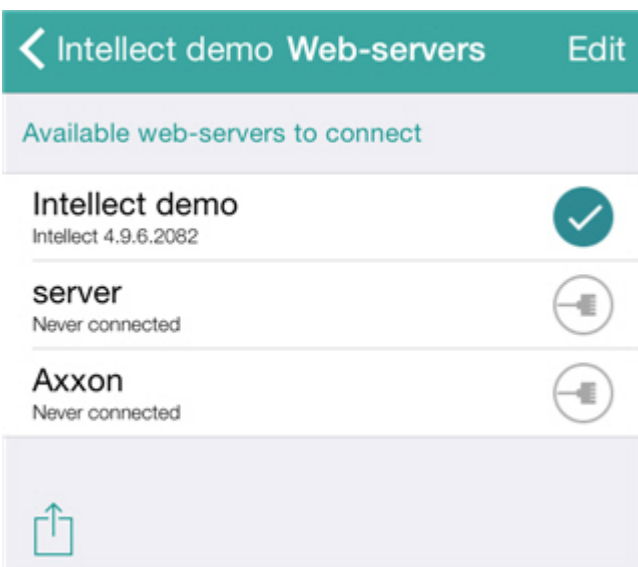 Intellect demo Web-servers Edit
Available web-servers to connect
Intellect demo
Intellect 4.9.6.2082
server
Never connected
Axxon
Never connected